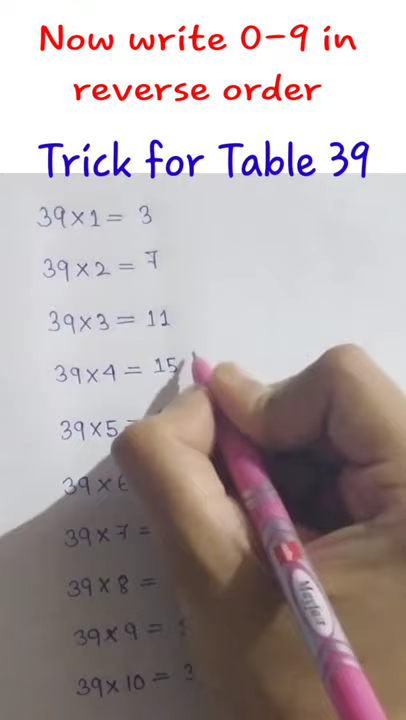 Now write 0-9 in
reverse order
Trick for Table 39
39×1= 3
39×2 = 7
39×3 = 11
39×4 = 15
39×5
39×
39×7 =
39×8 =
39×9 =
39×10 = 3
Master